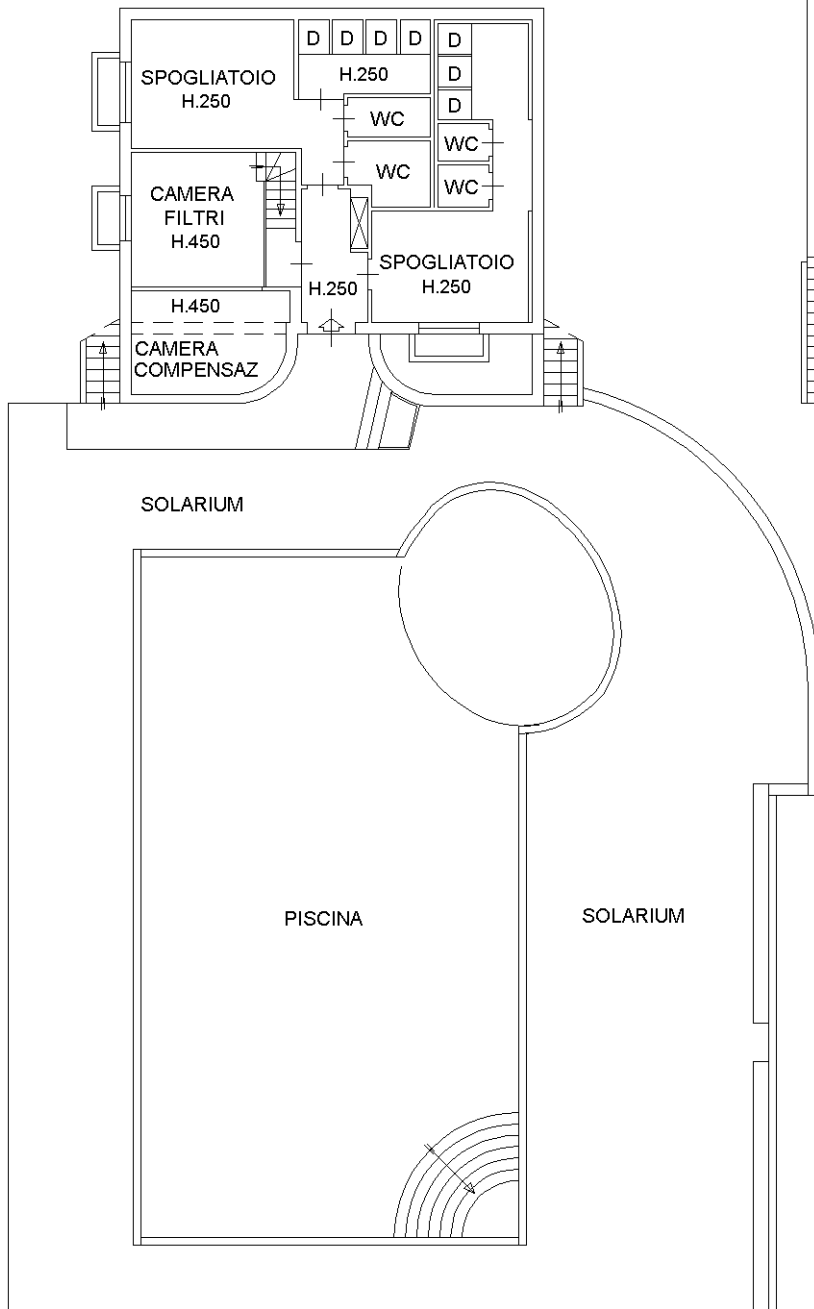 D D D D
D
SPOGLIATOIO
H.250
H.250
D
D
WC
WC
WC
WC
CAMERA
FILTRI
H.450
SPOGLIATOIO
H.250
H.250
H.450
CAMERA
COMPENSAZ
SOLARIUM
PISCINA
SOLARIUM